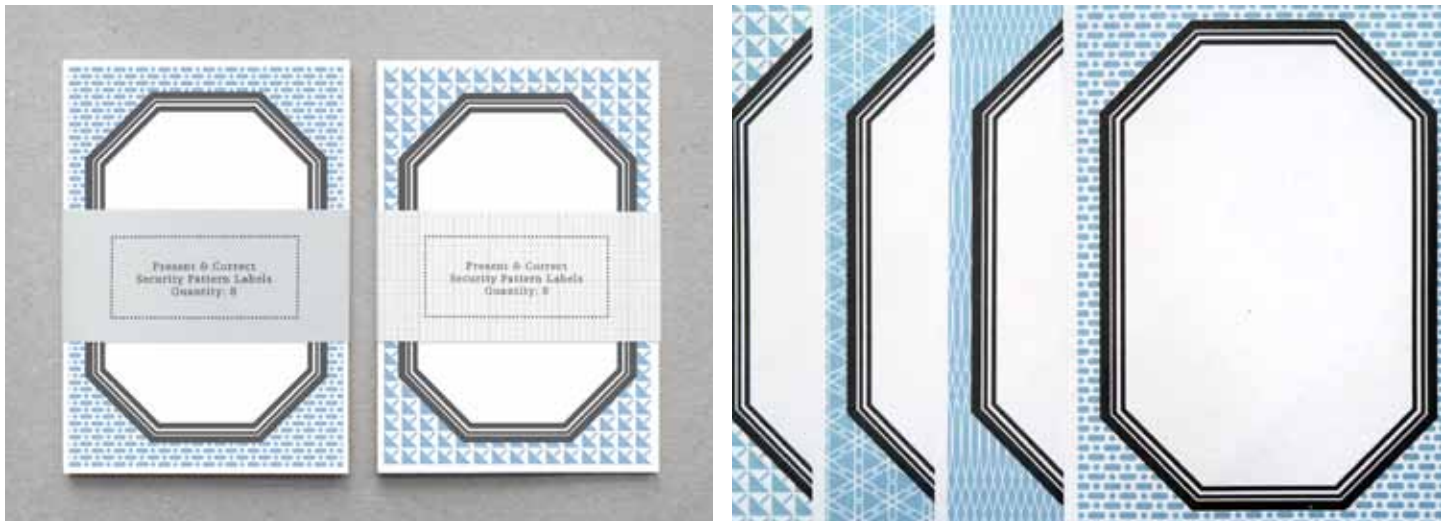 Present & Correct
Security Pattern Labels
Quantity: 8
Present & Correct
Security Pattern Labels
Quantity: 8